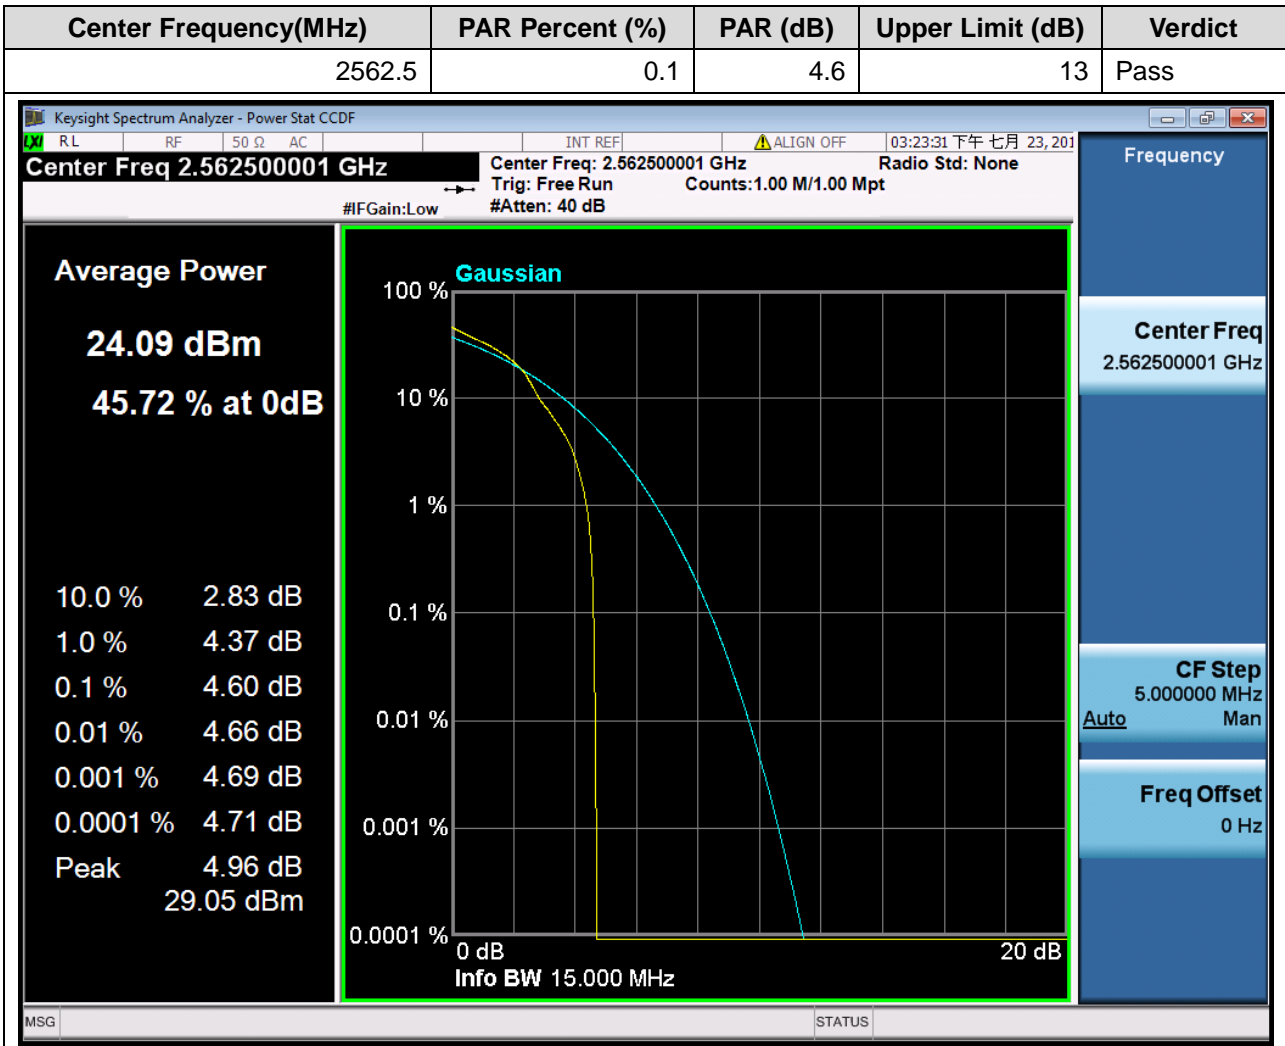 Center Frequency(MHz) PAR Percent (%) PAR (dB) Upper Limit (dB) Verdict
2562.5 0.1 4.6 13 Pass
Keysight Spectrum Analyzer - Power Stat CCDF
LXI RL RF 50 Ω AC INT REF ALIGN OFF 03:23:31 下午 七月 23, 201
Center Freq 2.562500001 GHz
Center Freq: 2.562500001 GHz Radio Std: None
Trig: Free Run Counts:1.00 M/1.00 Mpt
#IFGain:Low #Atten: 40 dB
Frequency
Average Power
24.09 dBm
45.72 % at 0dB
10.0 % 2.83 dB
1.0 % 4.37 dB
0.1 % 4.60 dB
0.01 % 4.66 dB
0.001 % 4.69 dB
0.0001 % 4.71 dB
Peak 4.96 dB
29.05 dBm
Gaussian
100 %
10 %
1 %
0.1 %
0.01 %
0.001 %
0.0001 %
0 dB 20 dB
Info BW 15.000 MHz
Center Freq
2.562500001 GHz
CF Step
5.000000 MHz
Auto Man
Freq Offset
0 Hz
MSG STATUS